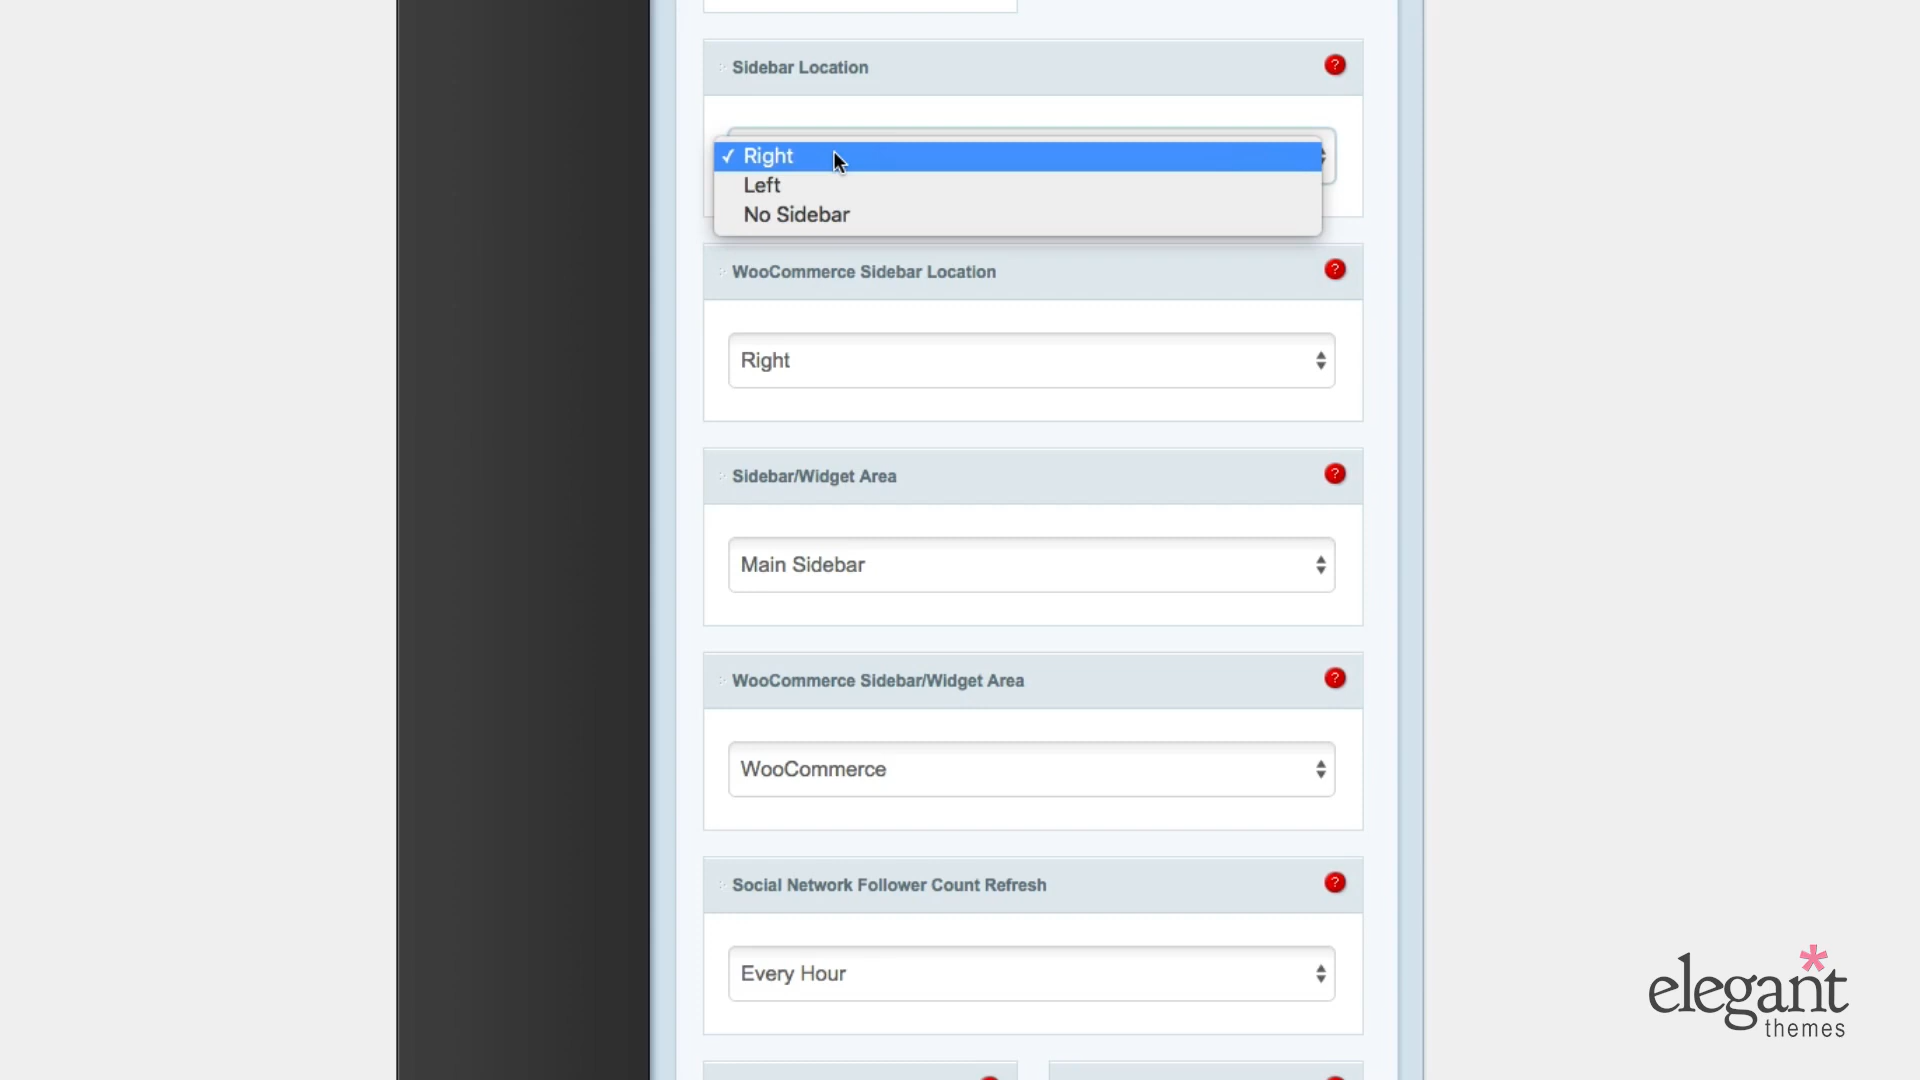 Sidebar Location
?
✓ Right
Left
No Sidebar
WooCommerce Sidebar Location
?
Right
Sidebar/Widget Area
?
Main Sidebar
WooCommerce Sidebar/Widget Area
?
WooCommerce
Social Network Follower Count Refresh
?
Every Hour
elegant
themes